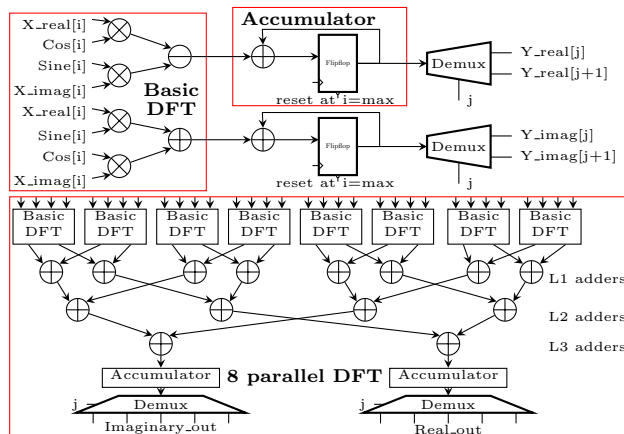 X_real[i]
Cos[i]
Sine[i]
X_imag[i]
X_real[i]
Sine[i]
Cos[i]
X_imag[i]
Basic
DFT
Accumulator
Flipflop
reset at i=max
Demux
j
Y_real[j]
Y_real[j+1]
Flipflop
reset at i=max
Demux
j
Y_imag[j]
Y_imag[j+1]
Basic DFT
Basic DFT
Basic DFT
Basic DFT
Basic DFT
Basic DFT
Basic DFT
Basic DFT
L1 adders
L2 adders
L3 adders
Accumulator
8 parallel DFT
Accumulator
j
Demux
j
Demux
Imaginary_out
Real_out